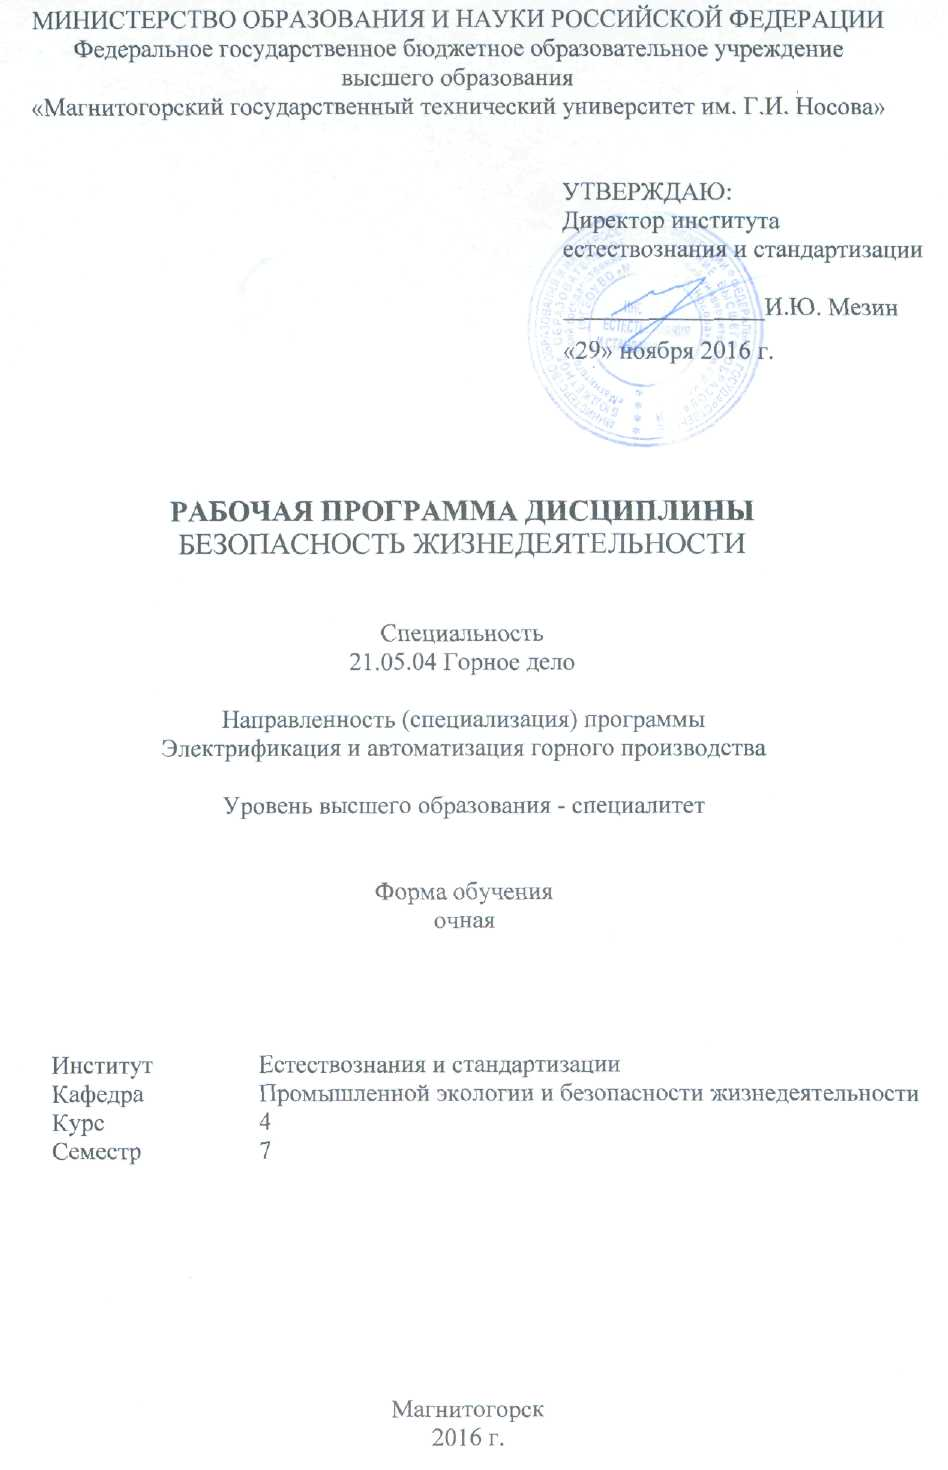 МИНИСТЕРСТВО ОБРАЗОВАНИЯ И НАУКИ РОССИЙСКОЙ ФЕДЕРАЦИИ
Федеральное государственное бюджетное образовательное учреждение
высшего образования
«Магнитогорский государственный технический университет им. Г.И. Носова»
УТВЕРЖДАЮ:
Директор института
естествознания и стандартизации
И.Ю. Мезин
«29» ноября 2016 г.
РАБОЧАЯ ПРОГРАММА ДИСЦИПЛИНЫ
БЕЗОПАСНОСТЬ ЖИЗНЕДЕЯТЕЛЬНОСТИ
Специальность
21.05.04 Горное дело
Направленность (специализация) программы
Электрификация и автоматизация горного производства
Уровень высшего образования - специалитет
Форма обучения
очная
Институт Естествознания и стандартизации
Кафедра Промышленной экологии и безопасности жизнедеятельности
Курс 4
Семестр 7
Магнитогорск
2016 г.